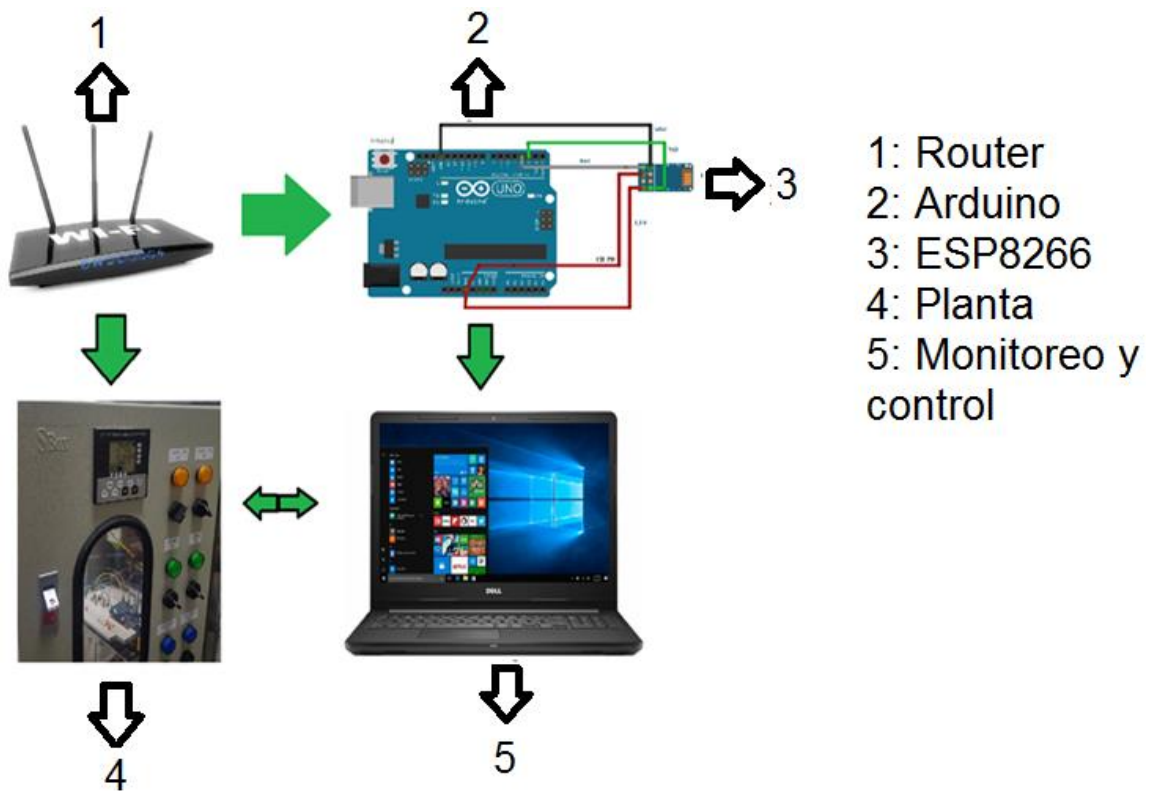 1
2
WI-FI
UNO
Arduino
3
1: Router
2: Arduino
3: ESP8266
4: Planta
5: Monitoreo y
control
DELL
4
5